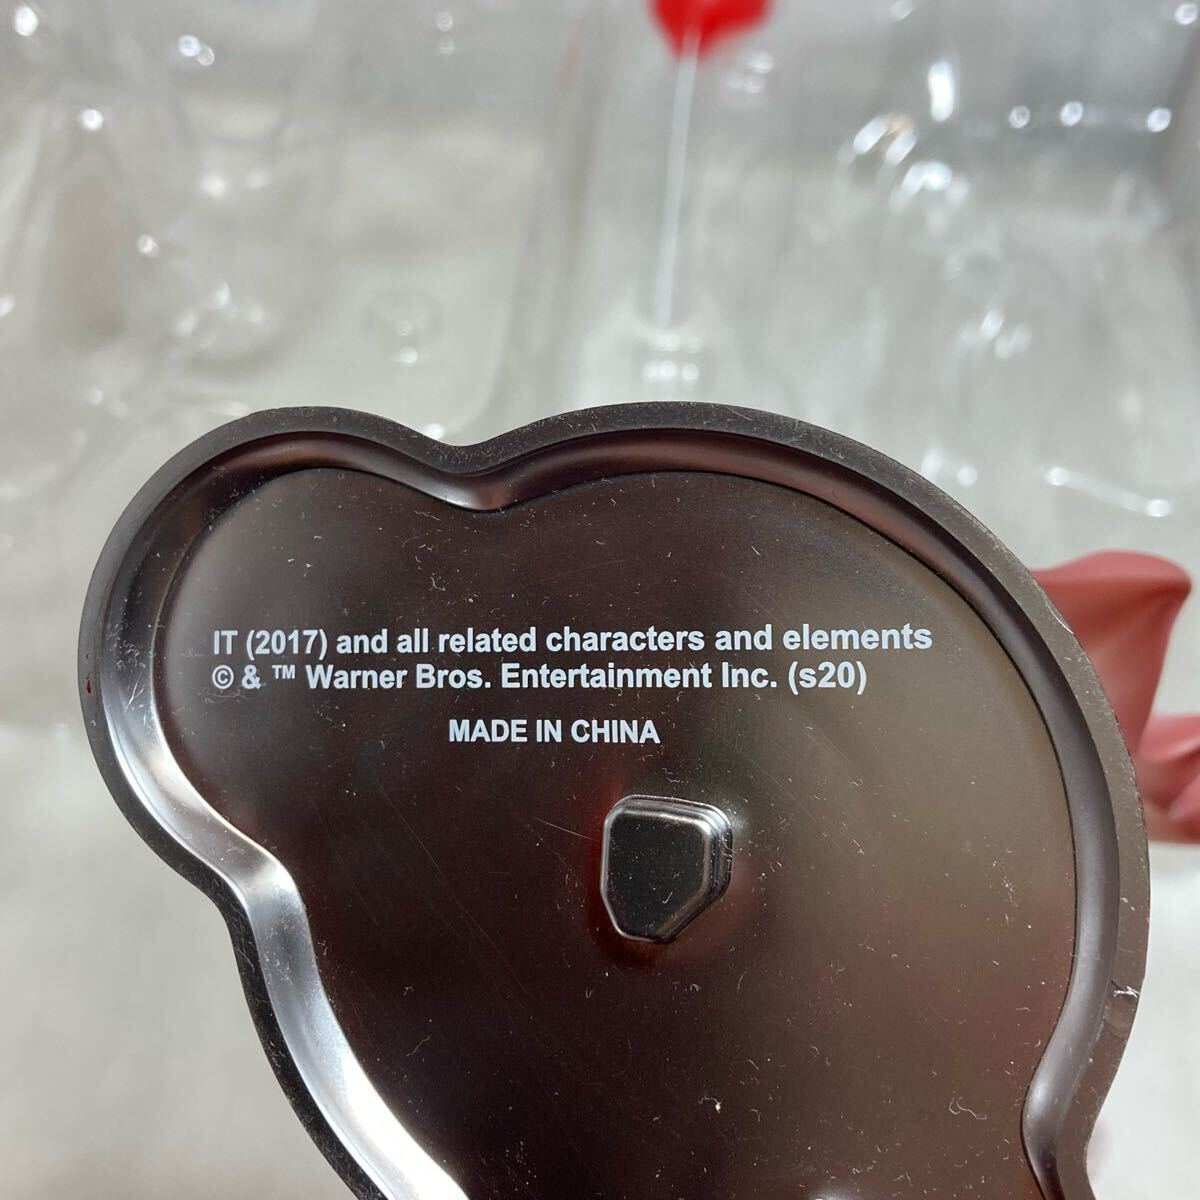 IT (2017) and all related characters and elements
© & ™ Warner Bros. Entertainment Inc. (s20)
MADE IN CHINA